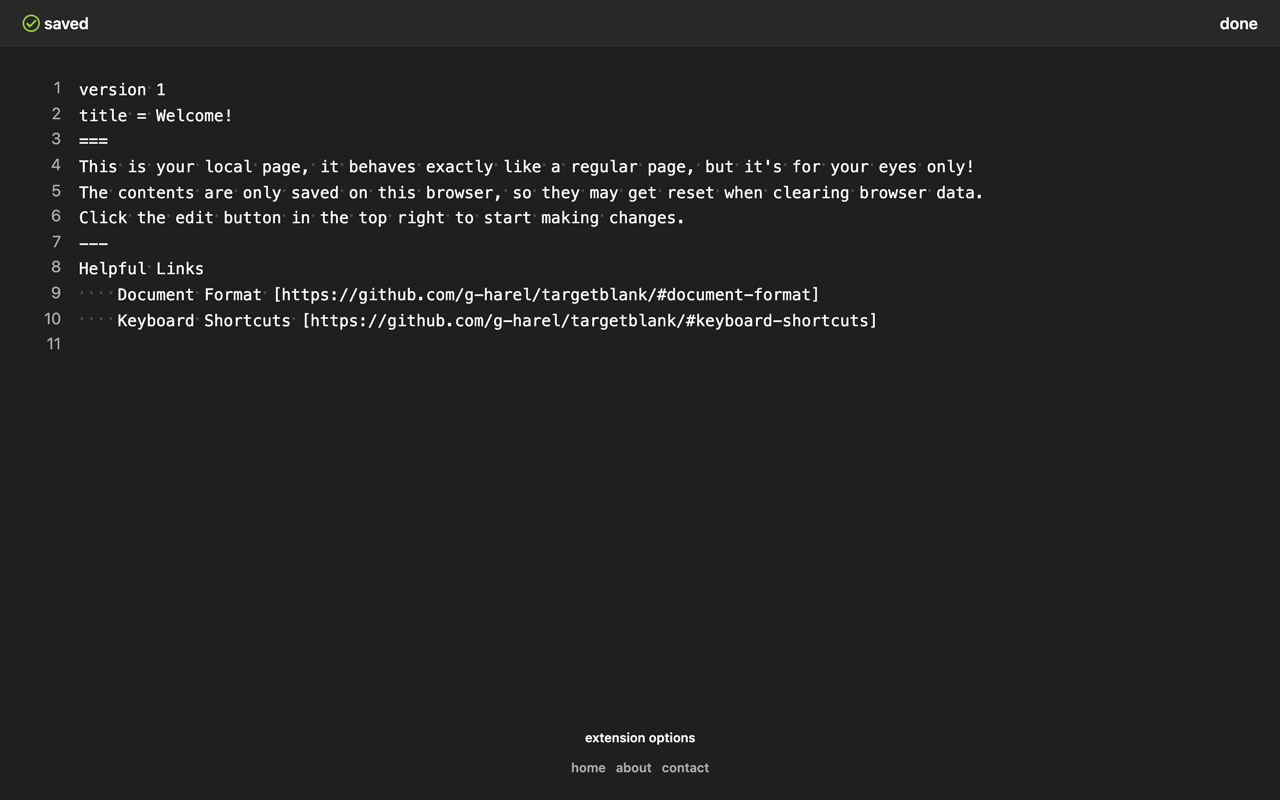 saved
done
1 version 1
2 title = Welcome!
3 ===
4 This is your local page, it behaves exactly like a regular page, but it's for your eyes only!
5 The contents are only saved on this browser, so they may get reset when clearing browser data.
6 Click the edit button in the top right to start making changes.
7 ---
8 Helpful Links
9     Document Format [https://github.com/g-harel/targetblank/#document-format]
10     Keyboard Shortcuts [https://github.com/g-harel/targetblank/#keyboard-shortcuts]
11
extension options
home about contact